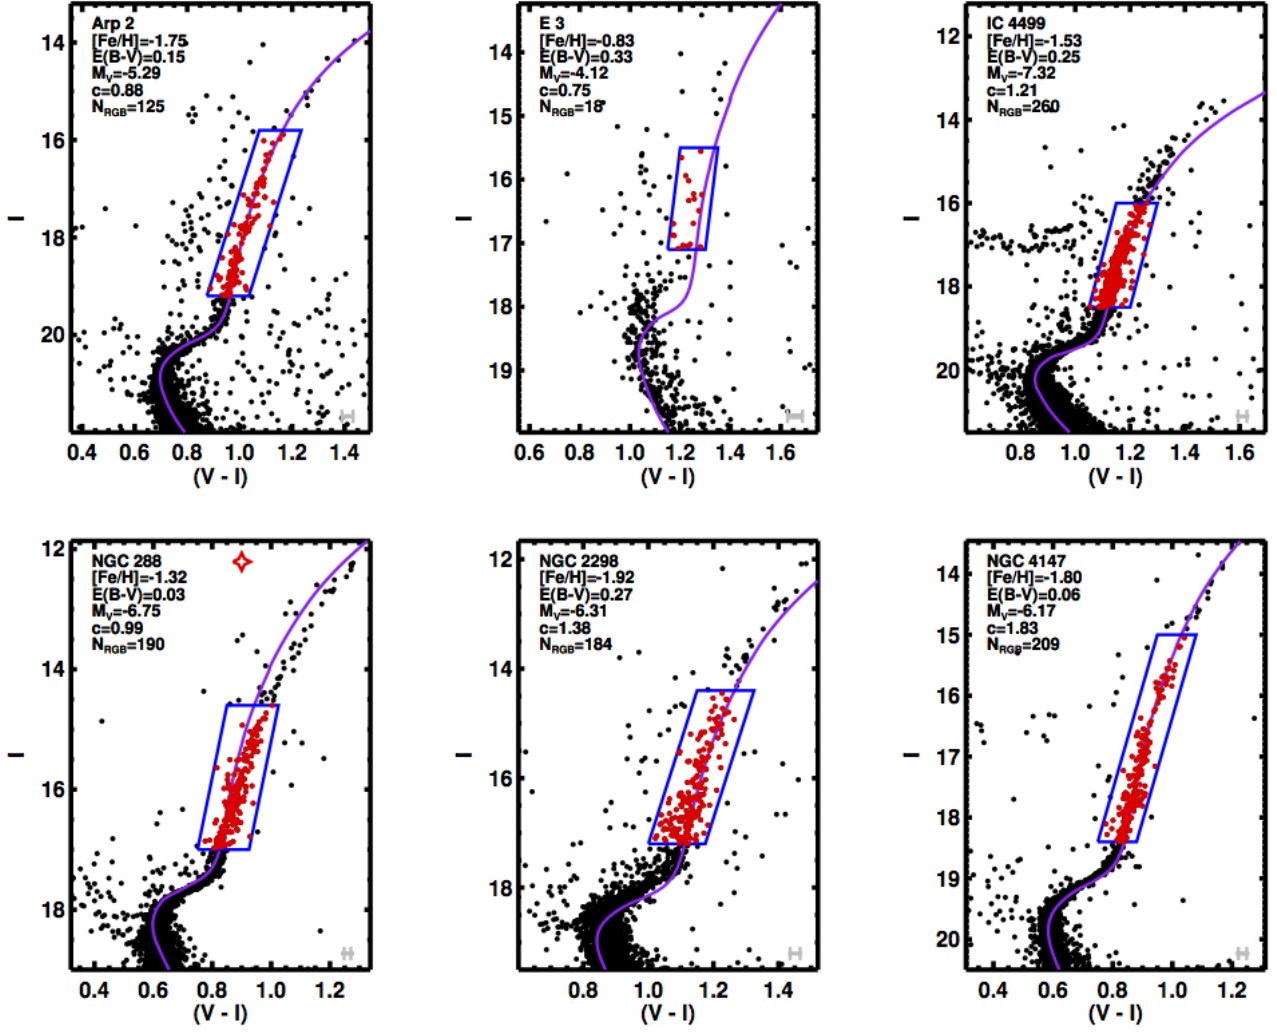 Arp 2
[Fe/H]=-1.75
E(B-V)=0.15
M_V=-5.29
c=0.88
N_RGB=125
14
16
18
20
I
0.4 0.6 0.8 1.0 1.2 1.4
(V - I)
E 3
[Fe/H]=-0.83
E(B-V)=0.33
M_V=-4.12
c=0.75
N_RGB=18
14
15
16
17
18
19
I
0.6 0.8 1.0 1.2 1.4 1.6
(V - I)
IC 4499
[Fe/H]=-1.53
E(B-V)=0.25
M_V=-7.32
c=1.21
N_RGB=260
12
14
16
18
20
I
0.8 1.0 1.2 1.4 1.6
(V - I)
NGC 288
[Fe/H]=-1.32
E(B-V)=0.03
M_V=-6.75
c=0.99
N_RGB=190
12
14
16
18
I
0.4 0.6 0.8 1.0 1.2
(V - I)
NGC 2298
[Fe/H]=-1.92
E(B-V)=0.27
M_V=-6.31
c=1.38
N_RGB=184
12
14
16
18
I
0.8 1.0 1.2 1.4
(V - I)
NGC 4147
[Fe/H]=-1.80
E(B-V)=0.06
M_V=-6.17
c=1.83
N_RGB=209
14
15
16
17
18
19
20
I
0.4 0.6 0.8 1.0 1.2
(V - I)